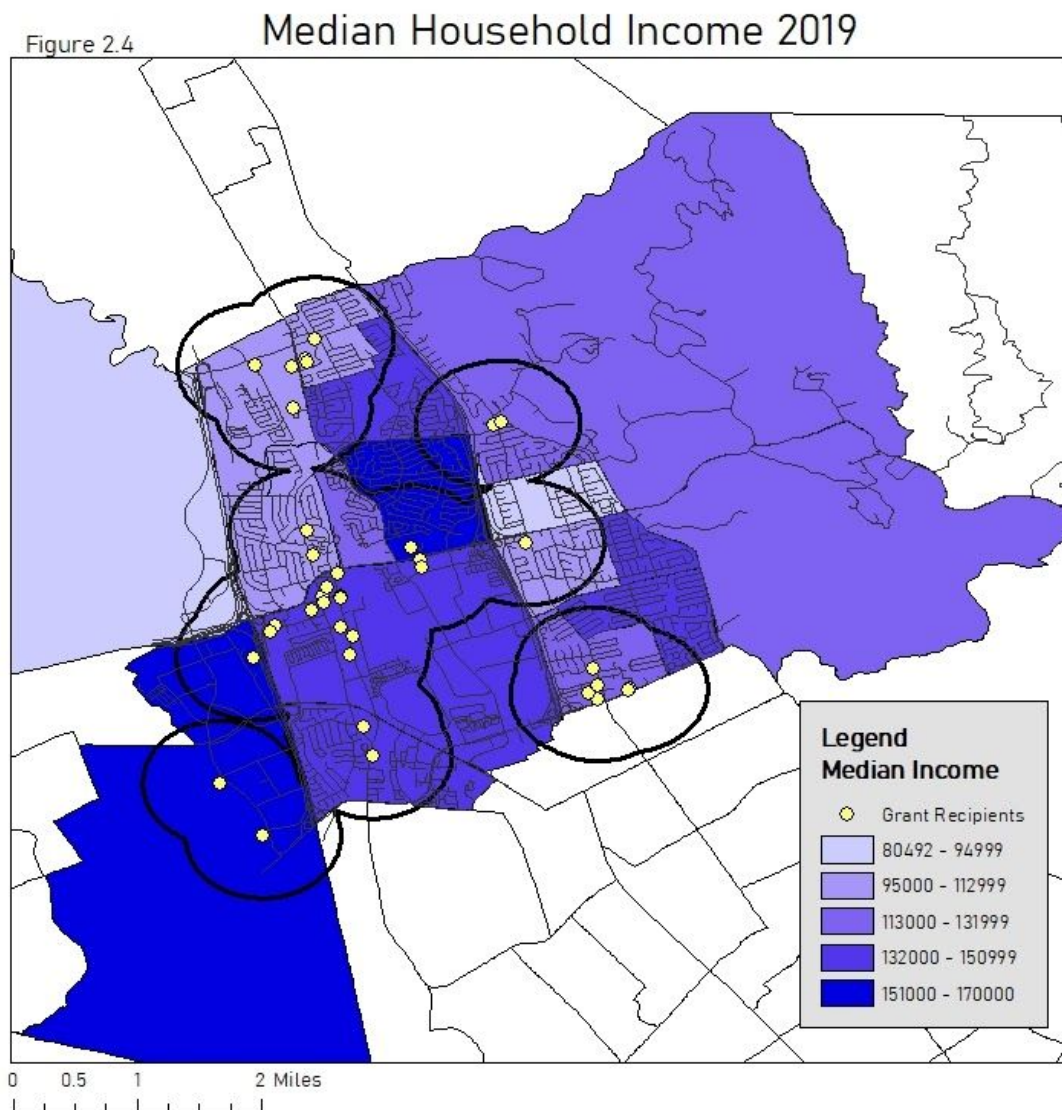 Figure 2.4
Median Household Income 2019
Legend
Median Income
Grant Recipients
80492 - 94999
95000 - 112999
113000 - 131999
132000 - 150999
151000 - 170000
0 0.5 1 2 Miles